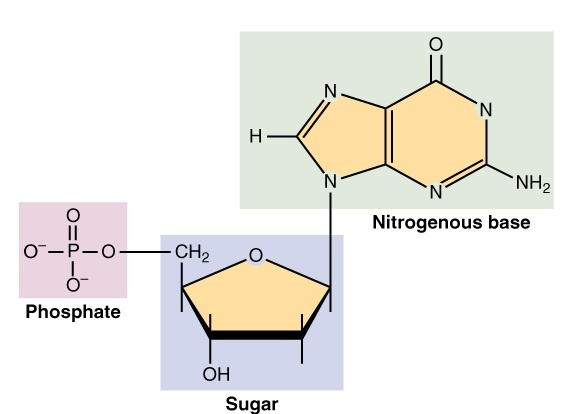 O
N
N
H
N
N
NH₂
Nitrogenous base
O
O⁻ P O CH₂ O
O⁻
Phosphate
OH
Sugar